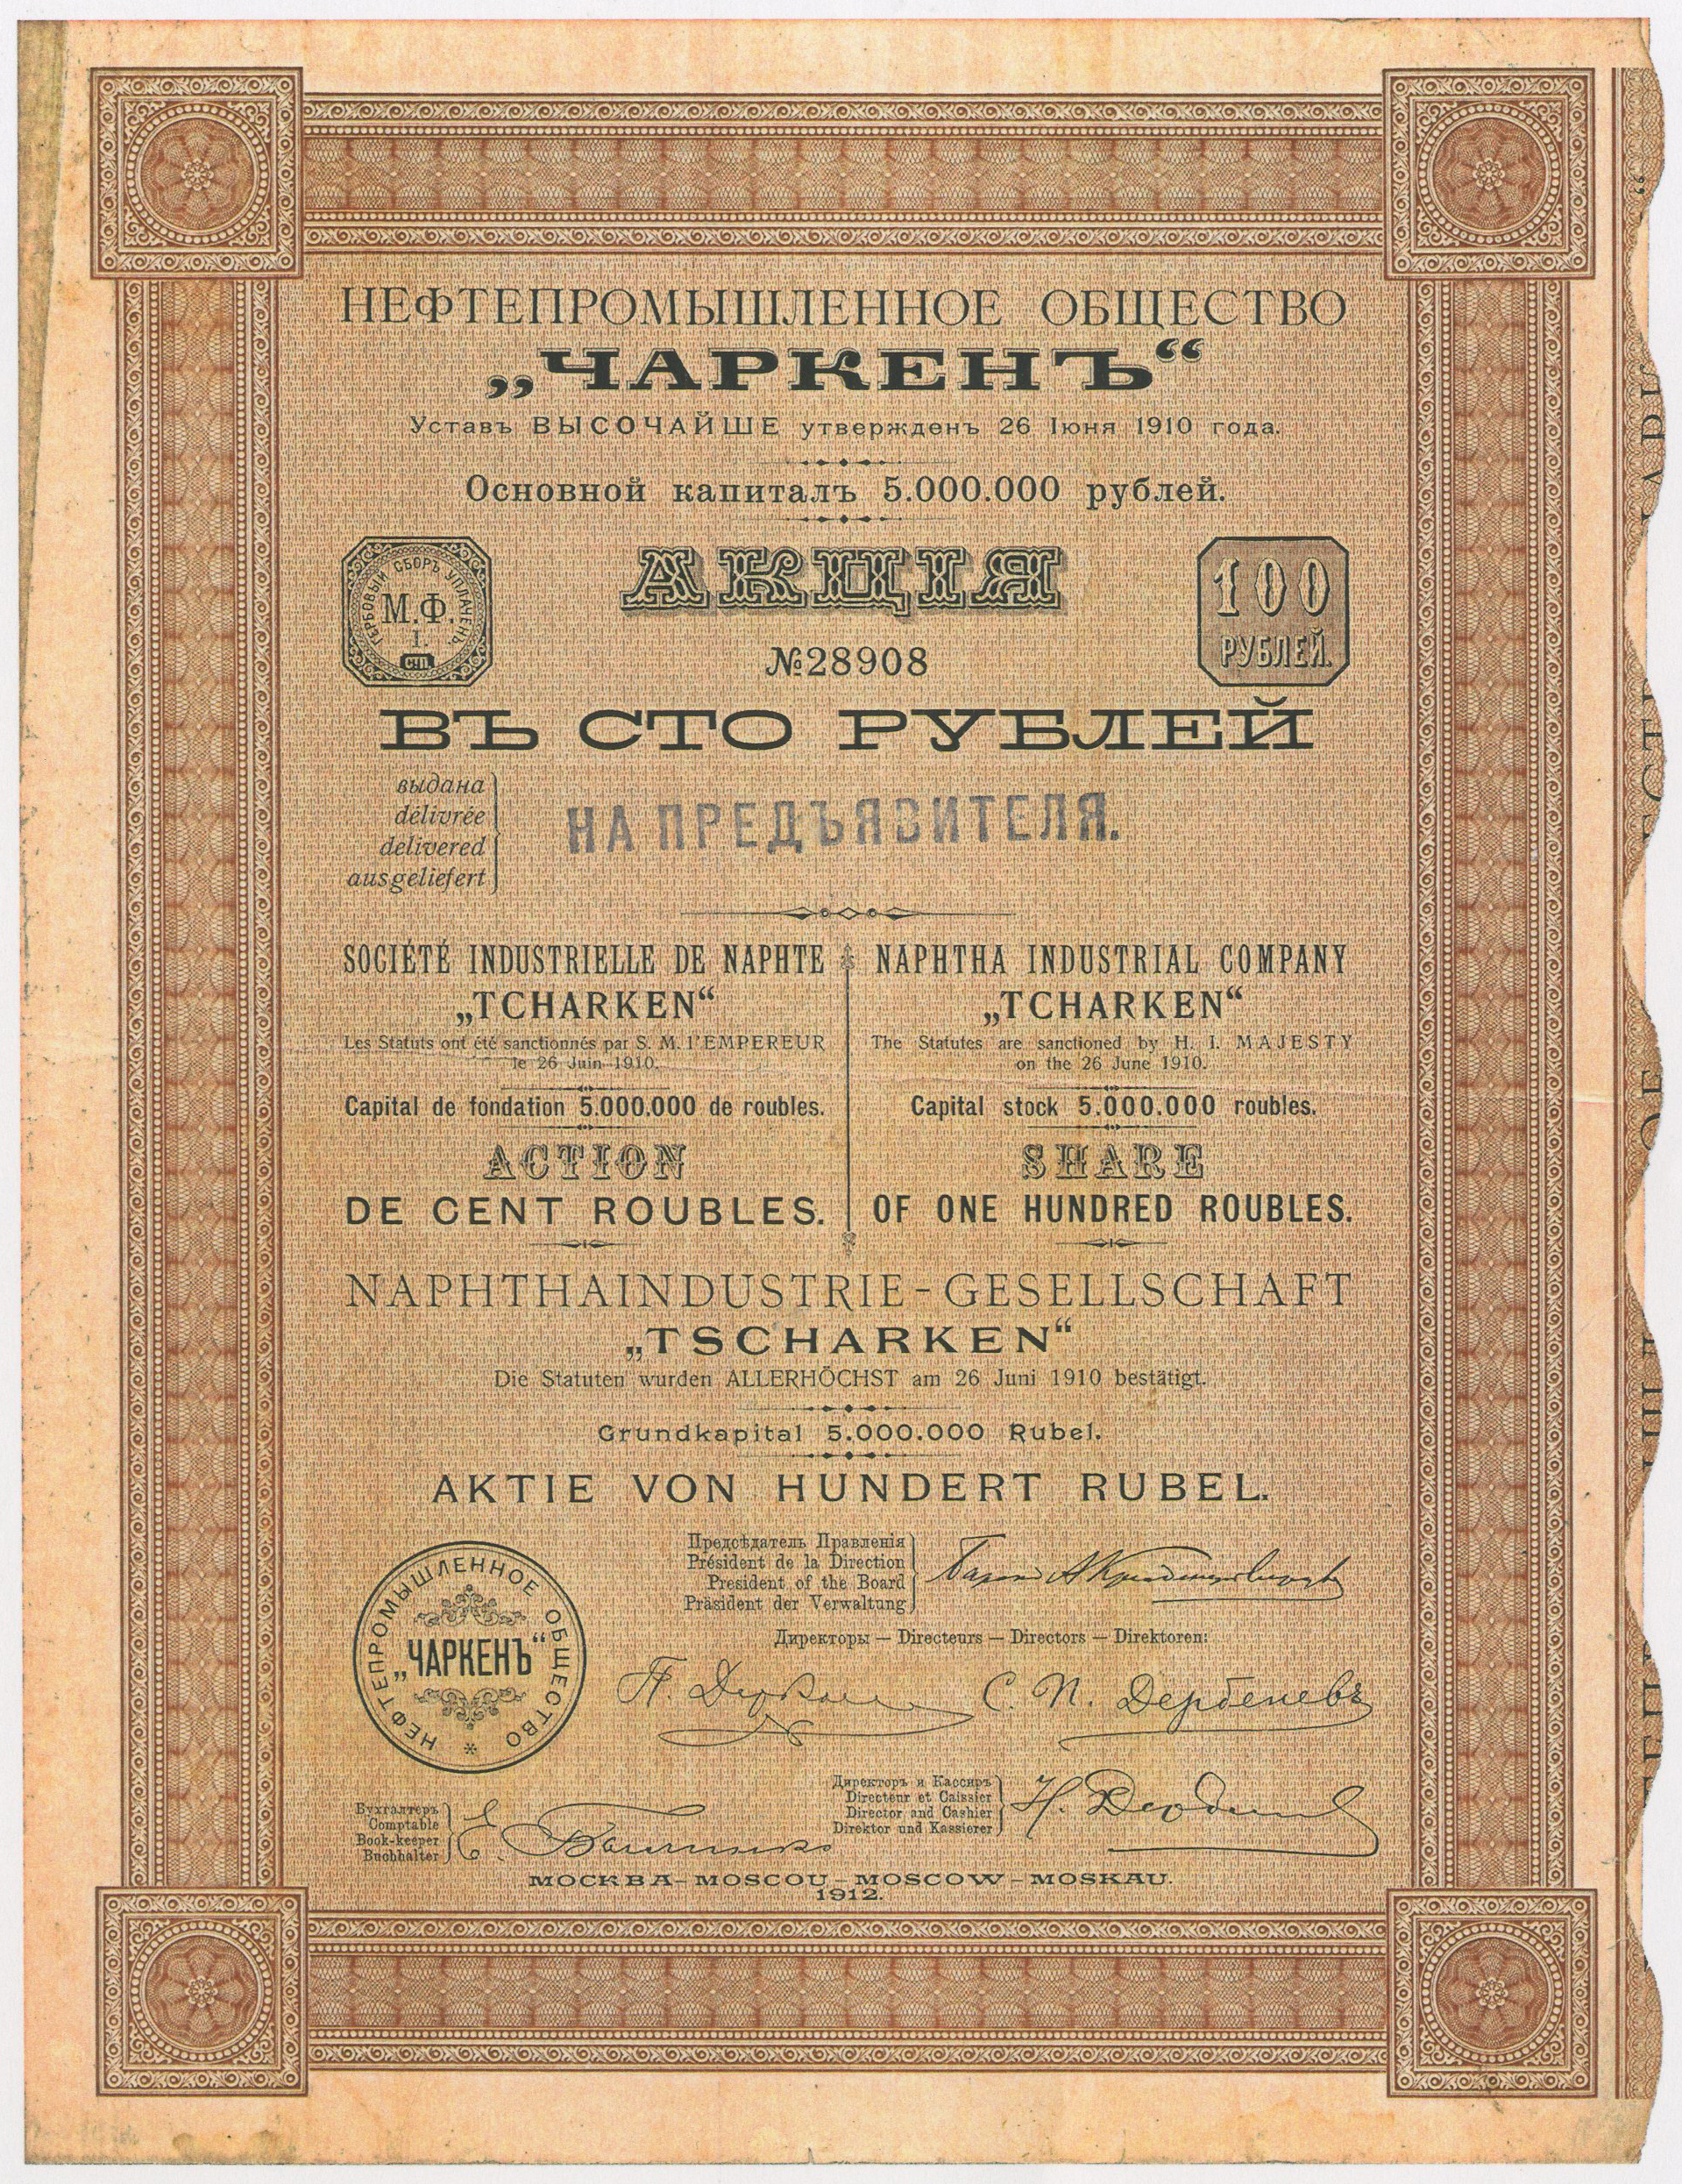 НЕФТЕПРОМЫШЛЕННОЕ ОБЩЕСТВО
„ЧАРКЕНЪ“
Уставъ ВЫСОЧАЙШЕ утвержденъ 26 Iюня 1910 года.
Основной капиталъ 5.000.000 рублей.
ГЕРБОВЫЙ СБОРЪ УПЛАЧЕНЪ
М.Ф.
I.
СТП.
АКЦIЯ
100
РУБЛЕЙ.
№28908
ВЪ СТО РУБЛЕЙ
выдана
délivrée
delivered
ausgeliefert
НА ПРЕДЪЯВИТЕЛЯ.
SOCIÉTÉ INDUSTRIELLE DE NAPHTE
„TCHARKEN“
Les Statuts ont été sanctionnés par S. M. l'EMPEREUR
le 26 Juin 1910.
Capital de fondation 5.000.000 de roubles.
ACTION
DE CENT ROUBLES.
NAPHTHA INDUSTRIAL COMPANY
„TCHARKEN“
The Statutes are sanctioned by H. I. MAJESTY
on the 26 June 1910.
Capital stock 5.000.000 roubles.
SHARE
OF ONE HUNDRED ROUBLES.
NAPHTHAINDUSTRIE-GESELLSCHAFT
„TSCHARKEN“
Die Statuten wurden ALLERHÖCHST am 26 Juni 1910 bestätigt.
Grundkapital 5.000.000 Rubel.
AKTIE VON HUNDERT RUBEL.
НЕФТЕПРОМЫШЛЕННОЕ ОБЩЕСТВО
„ЧАРКЕНЪ“
Предсѣдатель Правленiя
Président de la Direction
President of the Board
Präsident der Verwaltung
Баронъ А
Директоры — Directeurs — Directors — Direktoren:
П.
С. П. Дербеневъ
Директоръ и Кассиръ
Directeur et Caissier
Director and Cashier
Direktor und Kassierer
Н.
Бухгалтеръ
Comptable
Book-keeper
Buchhalter
Е.
МОСКВА-MOSCOU-MOSCOW-MOSKAU.
1912.